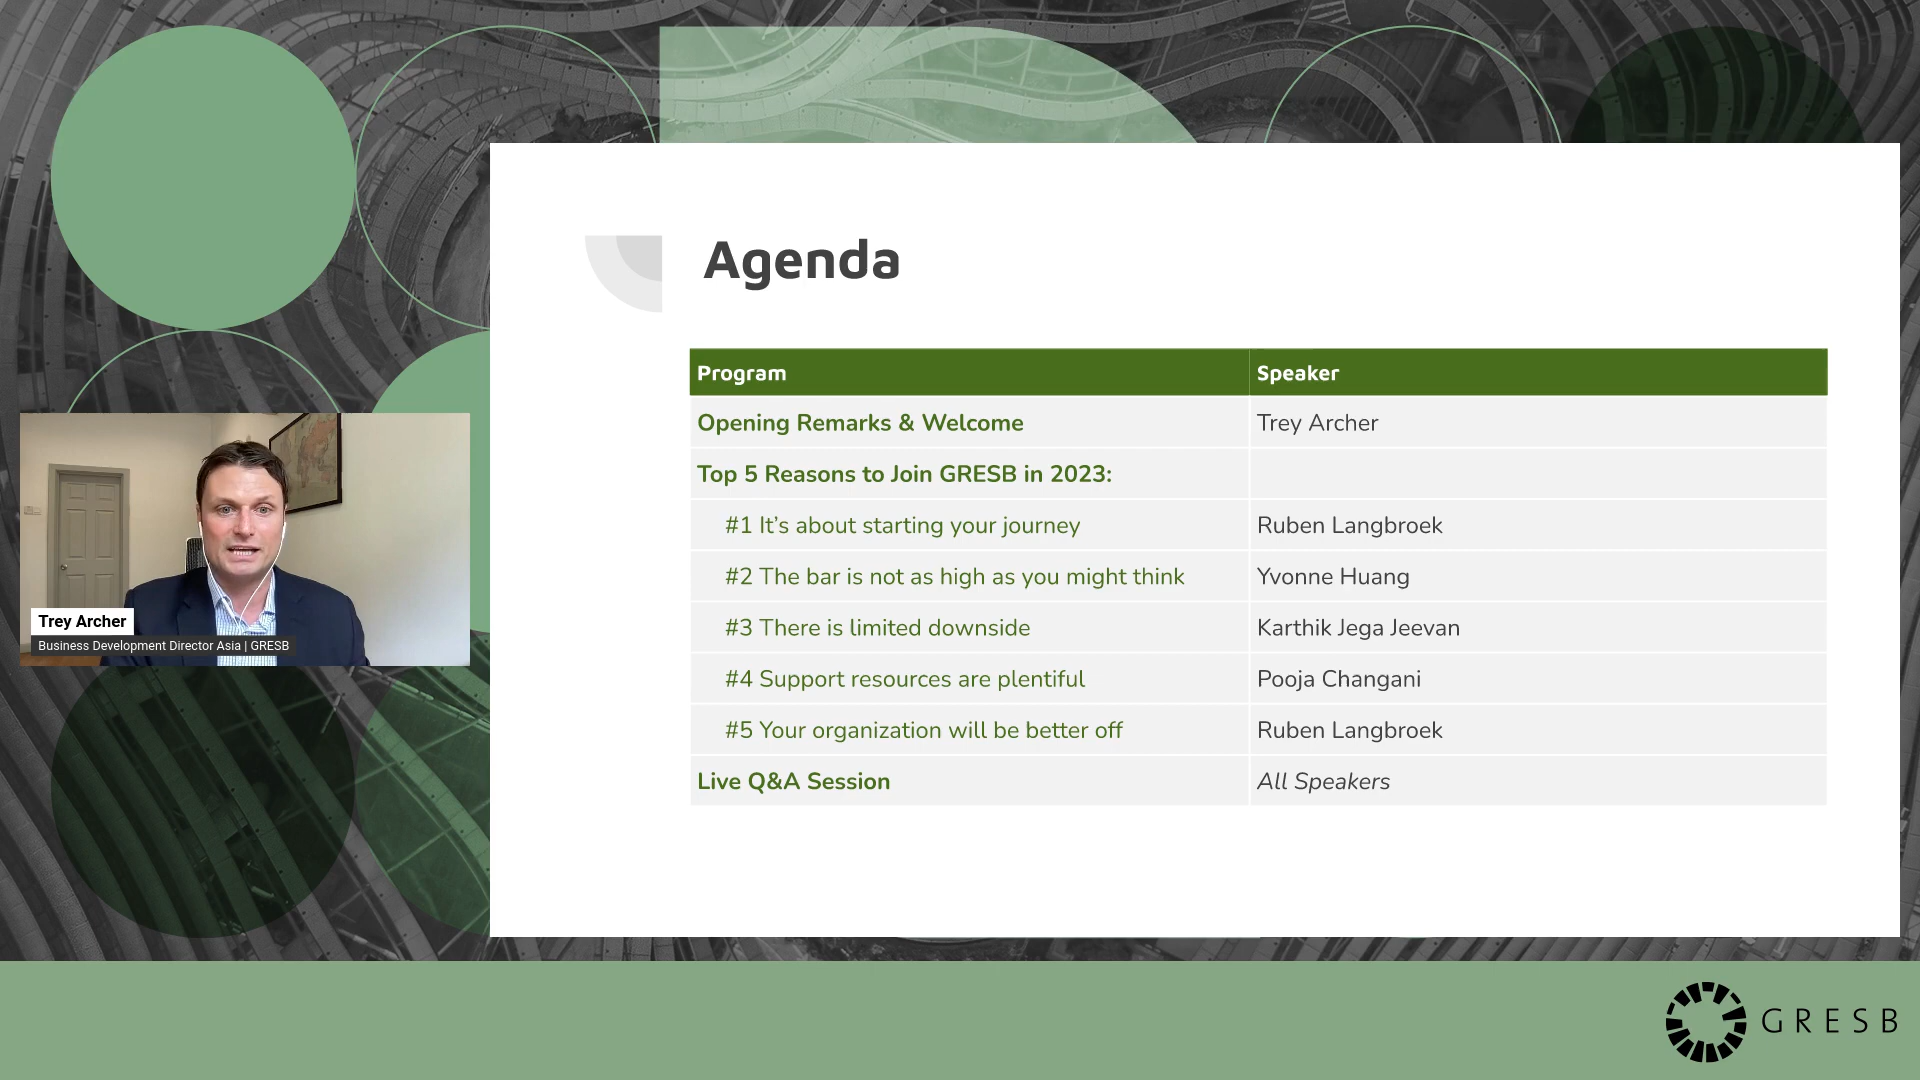 Agenda
Program Speaker
Opening Remarks & Welcome Trey Archer
Top 5 Reasons to Join GRESB in 2023:
#1 It’s about starting your journey Ruben Langbroek
#2 The bar is not as high as you might think Yvonne Huang
#3 There is limited downside Karthik Jega Jeevan
#4 Support resources are plentiful Pooja Changani
#5 Your organization will be better off Ruben Langbroek
Live Q&A Session All Speakers
Trey Archer
Business Development Director Asia | GRESB
GRESB